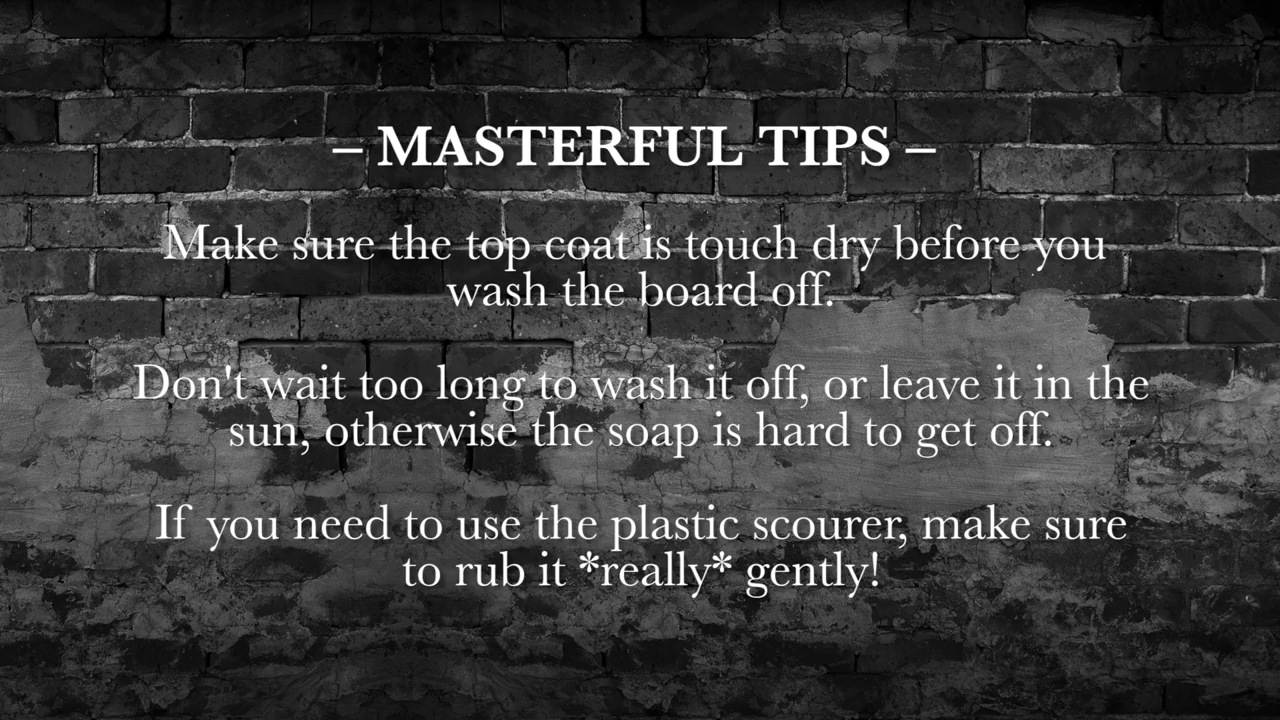 – MASTERFUL TIPS –
Make sure the top coat is touch dry before you
wash the board off.
Don't wait too long to wash it off, or leave it in the
sun, otherwise the soap is hard to get off.
If you need to use the plastic scourer, make sure
to rub it *really* gently!